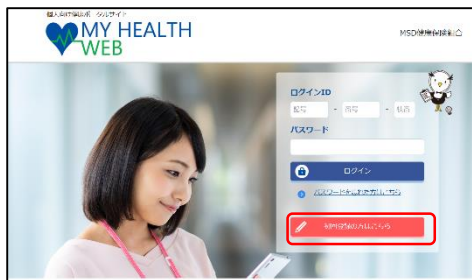 個人向け健康ポータルサイト
MY HEALTH
WEB
MSD健康保険組合
ログインID
記号 - 番号 - 枝番
パスワード
ログイン
パスワードを忘れた方はこちら
初回登録の方はこちら